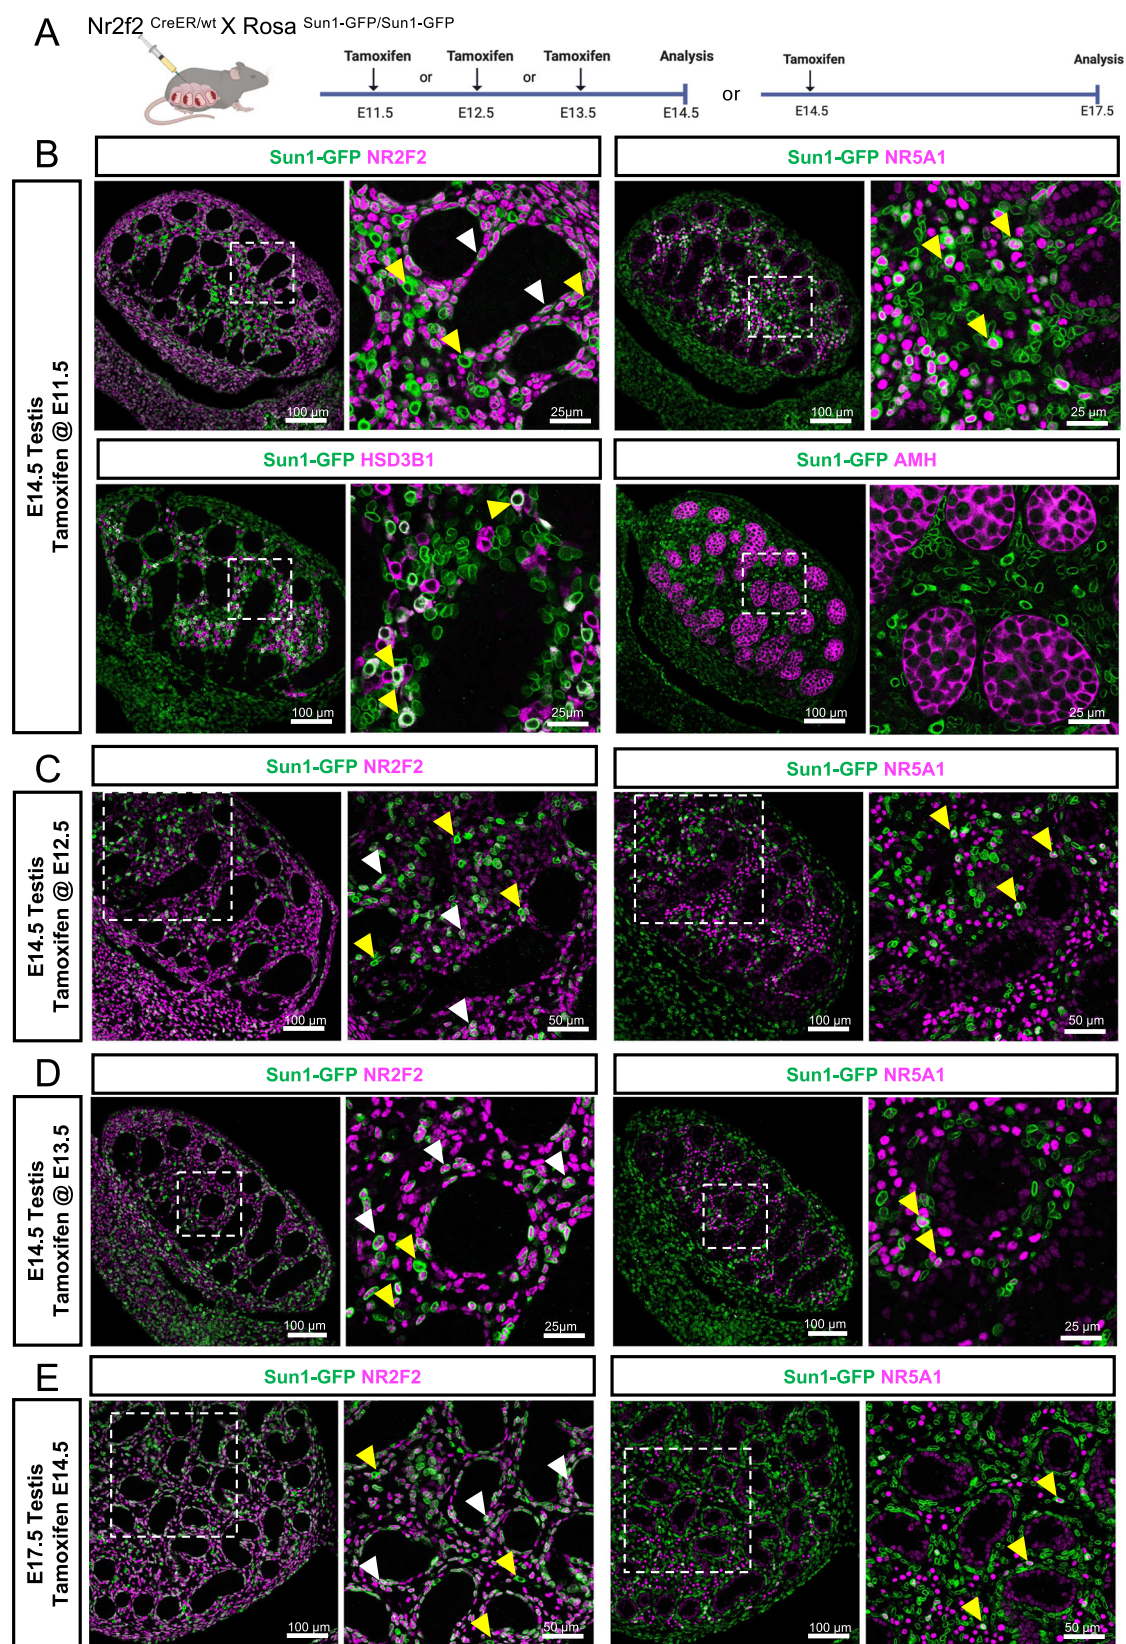 A
Nr2f2 CreER/wt X Rosa Sun1-GFP/Sun1-GFP
Tamoxifen or Tamoxifen or Tamoxifen Analysis
E11.5 E12.5 E13.5 E14.5
or
Tamoxifen Analysis
E14.5 E17.5
B
E14.5 Testis
Tamoxifen @ E11.5
Sun1-GFP NR2F2
Sun1-GFP NR5A1
100 µm
25µm
100 µm
25 µm
Sun1-GFP HSD3B1
Sun1-GFP AMH
100 µm
25µm
100 µm
25 µm
C
E14.5 Testis
Tamoxifen @ E12.5
Sun1-GFP NR2F2
Sun1-GFP NR5A1
100 µm
50 µm
100 µm
50 µm
D
E14.5 Testis
Tamoxifen @ E13.5
Sun1-GFP NR2F2
Sun1-GFP NR5A1
100 µm
25µm
100 µm
25 µm
E
E17.5 Testis
Tamoxifen E14.5
Sun1-GFP NR2F2
Sun1-GFP NR5A1
100 µm
50 µm
100 µm
50 µm